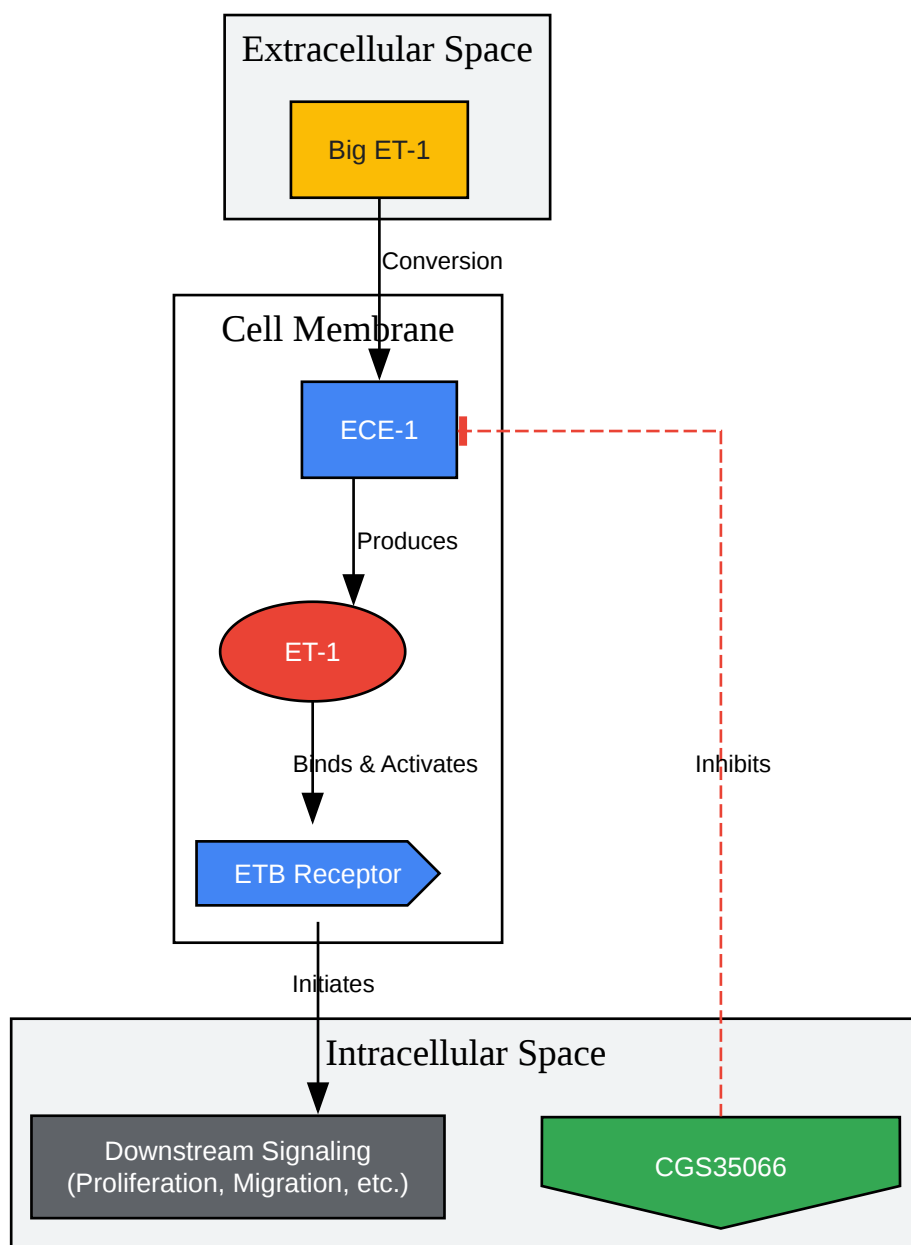 Extracellular Space
Big ET-1
Conversion
Cell Membrane
ECE-1
Produces
ET-1
Binds & Activates
Inhibits
ETB Receptor
Initiates
Intracellular Space
Downstream Signaling
(Proliferation, Migration, etc.)
CGS35066